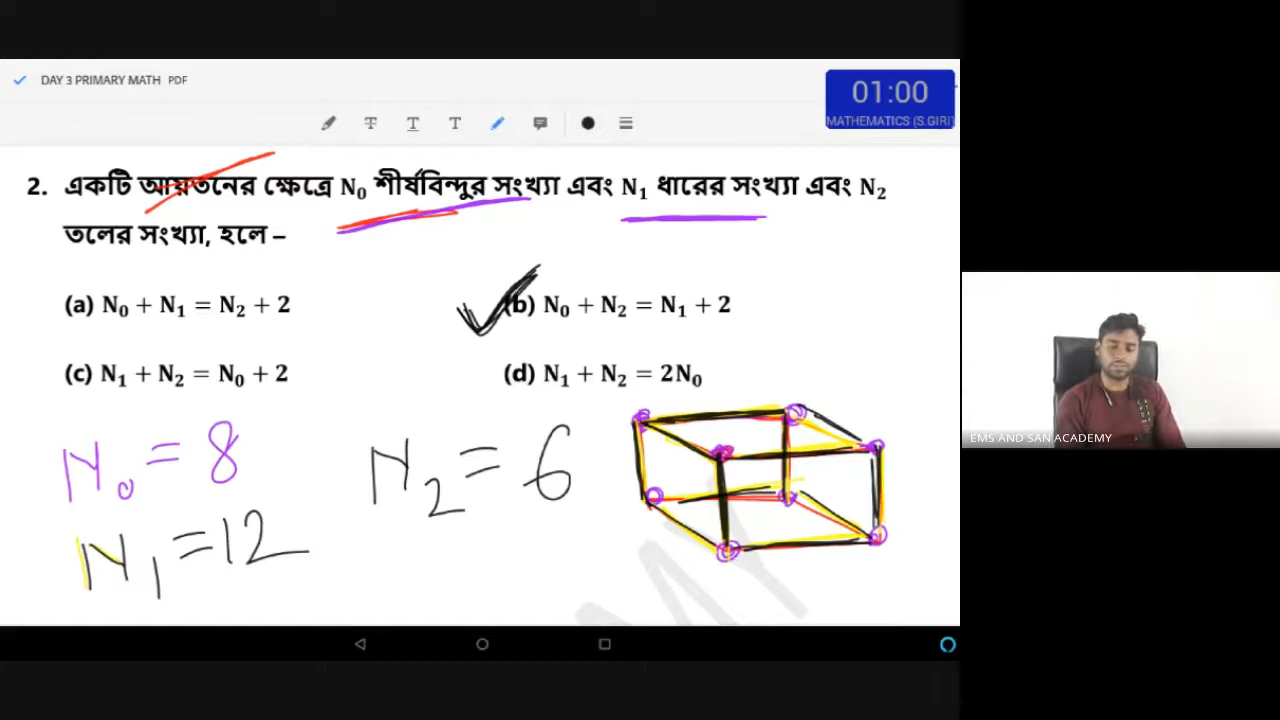 DAY 3 PRIMARY MATH PDF
01:00
MATHEMATICS (S.GIRI
2. একটি আয়তনের ক্ষেত্রে N₀ শীর্ষবিন্দুর সংখ্যা এবং N₁ ধারের সংখ্যা এবং N₂
তলের সংখ্যা, হলে –
(a) N₀ + N₁ = N₂ + 2
(b) N₀ + N₂ = N₁ + 2
(c) N₁ + N₂ = N₀ + 2
(d) N₁ + N₂ = 2N₀
N₀ = 8
N₂ = 6
N₁ = 12
EMS AND SAN ACADEMY